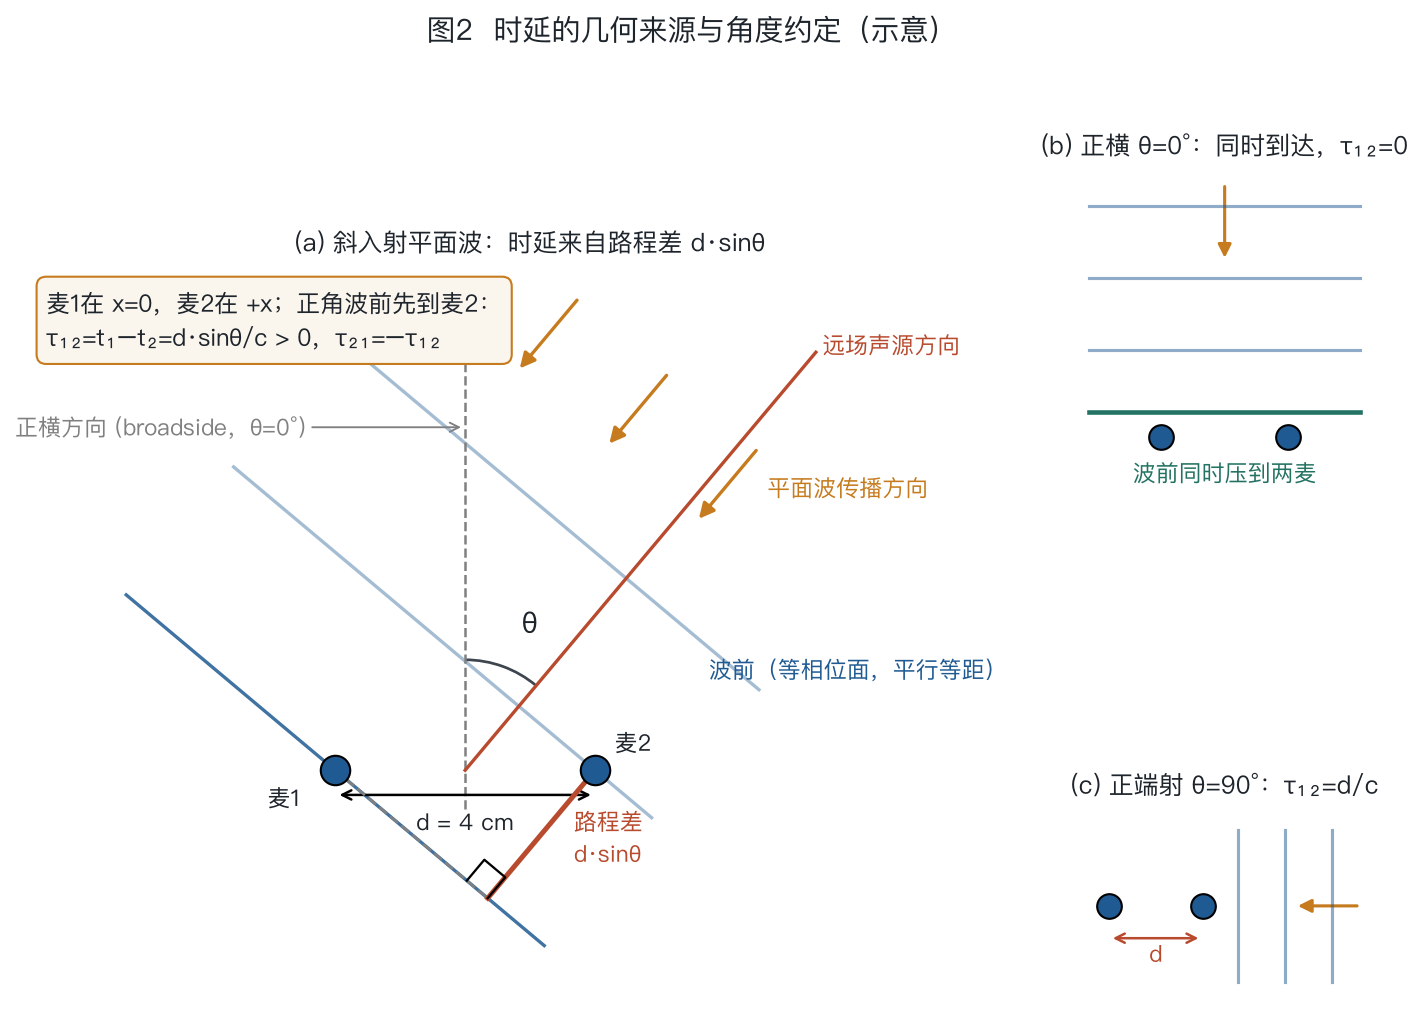 图2 时延的几何来源与角度约定（示意）
(a) 斜入射平面波：时延来自路程差 d·sinθ
麦1在 x=0，麦2在 +x；正角波前先到麦2：
τ₁₂=t₁−t₂=d·sinθ/c > 0，τ₂₁=−τ₁₂
远场声源方向
正横方向 (broadside，θ=0°)
平面波传播方向
θ
波前（等相位面，平行等距）
麦2
麦1
d = 4 cm
路程差
d·sinθ
(b) 正横 θ=0°：同时到达，τ₁₂=0
波前同时压到两麦
(c) 正端射 θ=90°：τ₁₂=d/c
d